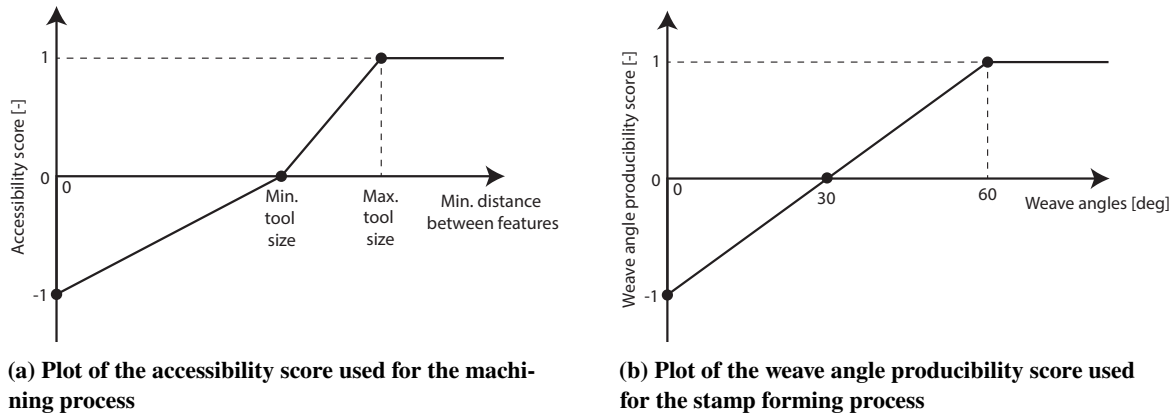 Accessibility score [-]
1
0
-1
0
Min.
tool
size
Max.
tool
size
Min. distance
between features
(a) Plot of the accessibility score used for the machi-
ning process
Weave angle producibility score [-]
1
0
-1
0
30
60
Weave angles [deg]
(b) Plot of the weave angle producibility score used
for the stamp forming process